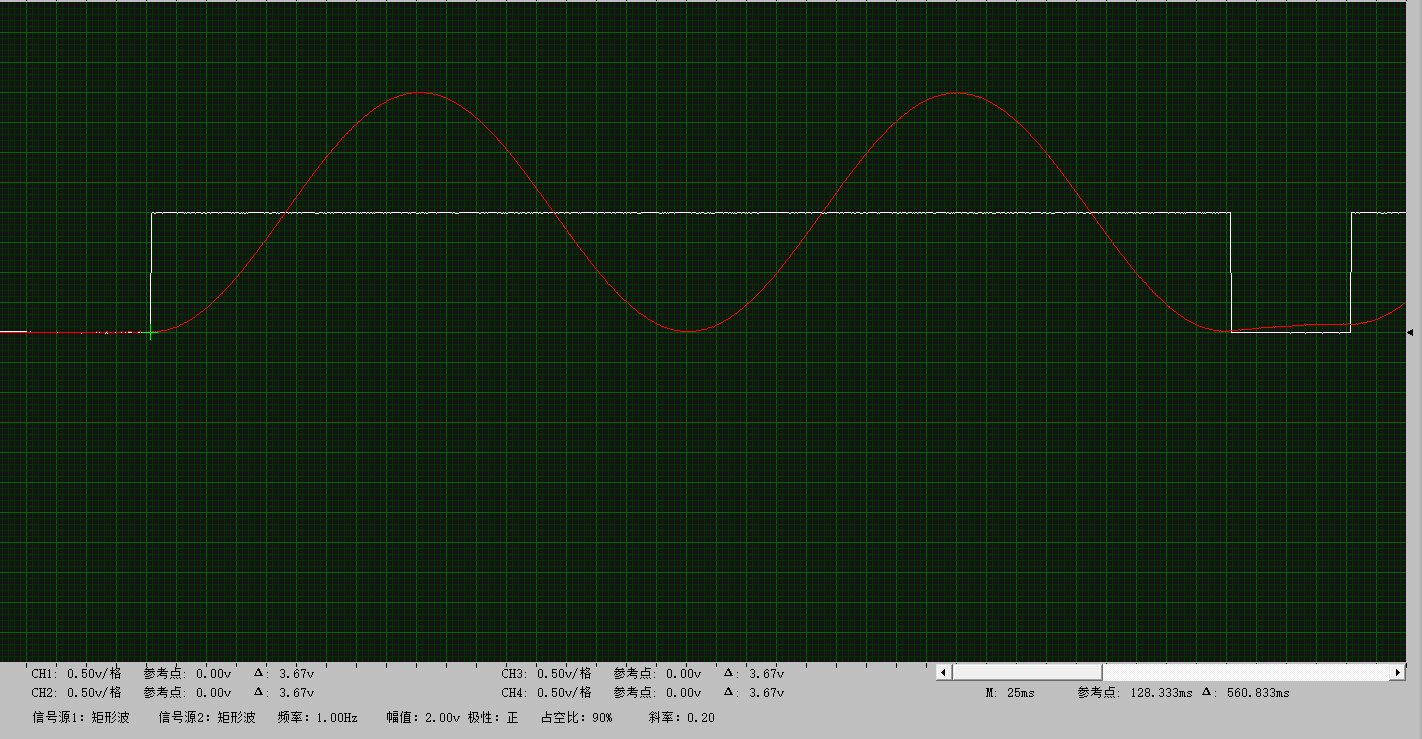 CH1: 0.50v/格 参考点: 0.00v Δ: 3.67v CH3: 0.50v/格 参考点: 0.00v Δ: 3.67v
CH2: 0.50v/格 参考点: 0.00v Δ: 3.67v CH4: 0.50v/格 参考点: 0.00v Δ: 3.67v M: 25ms 参考点: 128.333ms Δ: 560.833ms
信号源1: 矩形波 信号源2: 矩形波 频率: 1.00Hz 幅值: 2.00v 极性: 正 占空比: 90% 斜率: 0.20